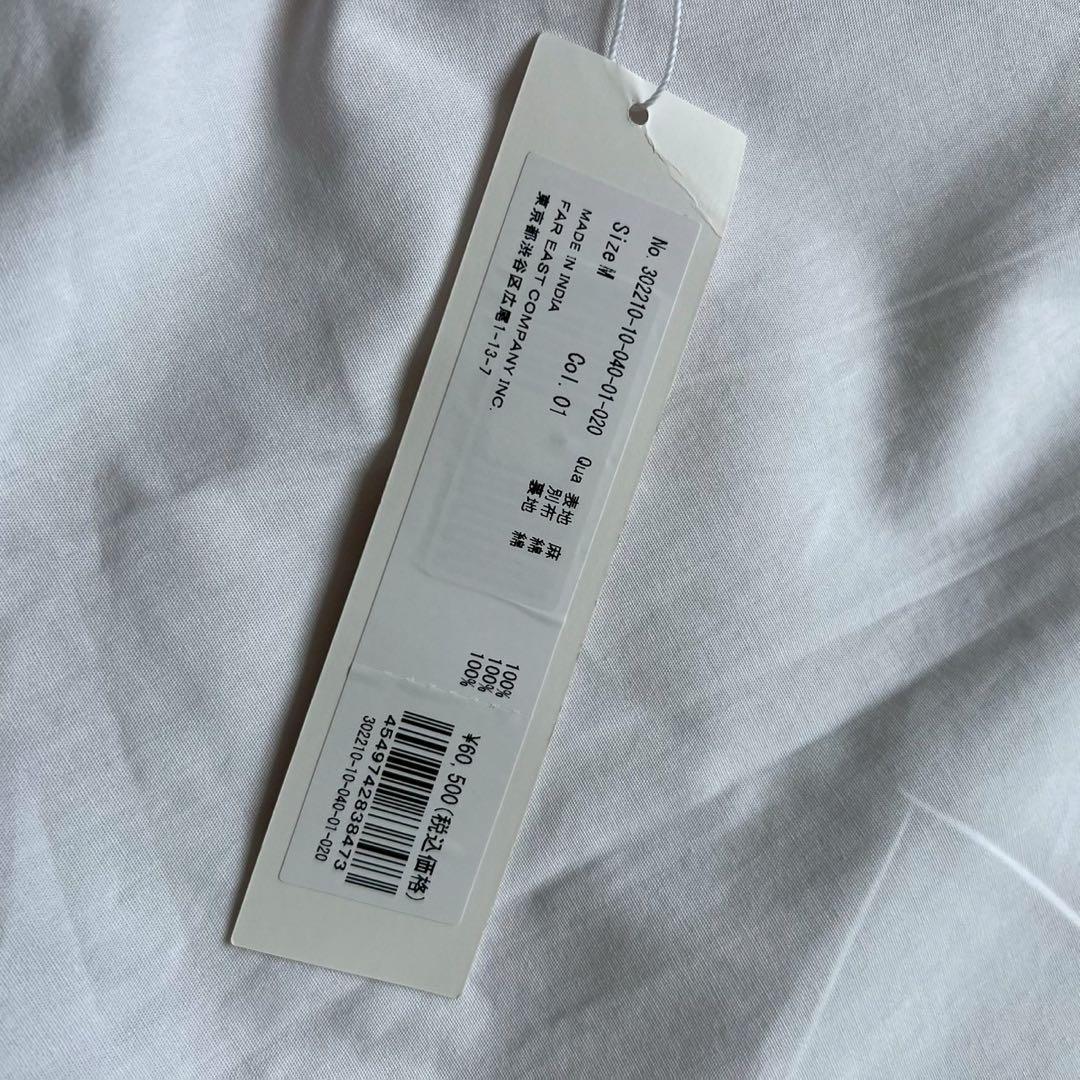 No. 302210-10-040-01-020
Size M Col. 01
MADE IN INDIA
FAR EAST COMPANY INC.
東京都渋谷区広尾1-13-7
Qua 表地 麻 100%
別布 綿 100%
裏地 綿 100%
¥60,500(税込価格)
4549742838473
302210-10-040-01-020